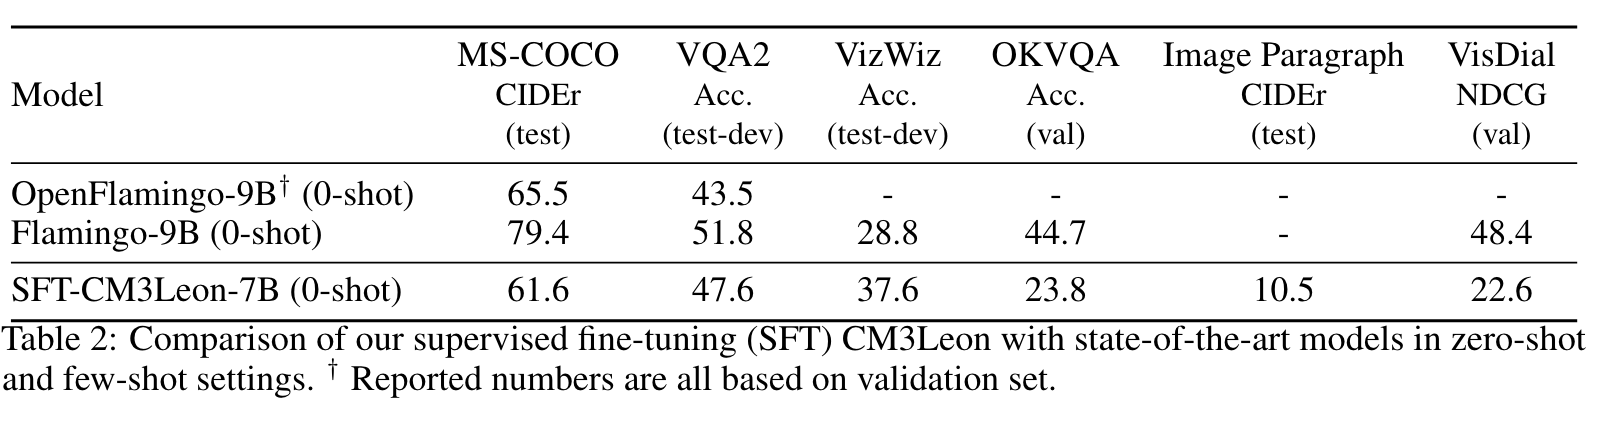 MS-COCO VQA2 VizWiz OKVQA Image Paragraph VisDial
Model CIDEr Acc. Acc. Acc. CIDEr NDCG
(test) (test-dev) (test-dev) (val) (test) (val)
OpenFlamingo-9B† (0-shot) 65.5 43.5 - - - -
Flamingo-9B (0-shot) 79.4 51.8 28.8 44.7 - 48.4
SFT-CM3Leon-7B (0-shot) 61.6 47.6 37.6 23.8 10.5 22.6
Table 2: Comparison of our supervised fine-tuning (SFT) CM3Leon with state-of-the-art models in zero-shot
and few-shot settings. † Reported numbers are all based on validation set.